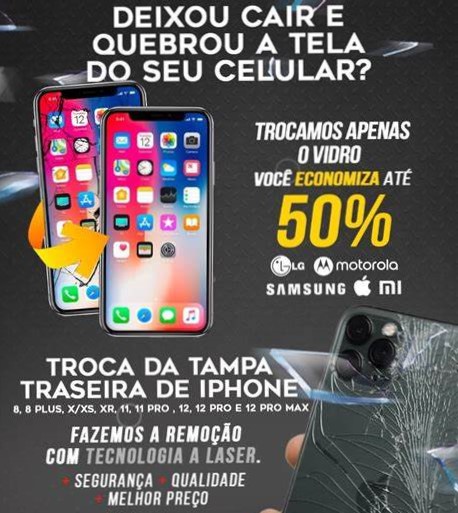 DEIXOU CAIR E
QUEBROU A TELA
DO SEU CELULAR?
TROCAMOS APENAS
O VIDRO
VOCÊ ECONOMIZA ATÉ
50%
LG motorola
SAMSUNG mi
TROCA DA TAMPA
TRASEIRA DE IPHONE
8, 8 PLUS, X/XS, XR, 11, 11 PRO , 12, 12 PRO E 12 PRO MAX
FAZEMOS A REMOÇÃO
COM TECNOLOGIA A LASER.
+ SEGURANÇA + QUALIDADE
+ MELHOR PREÇO